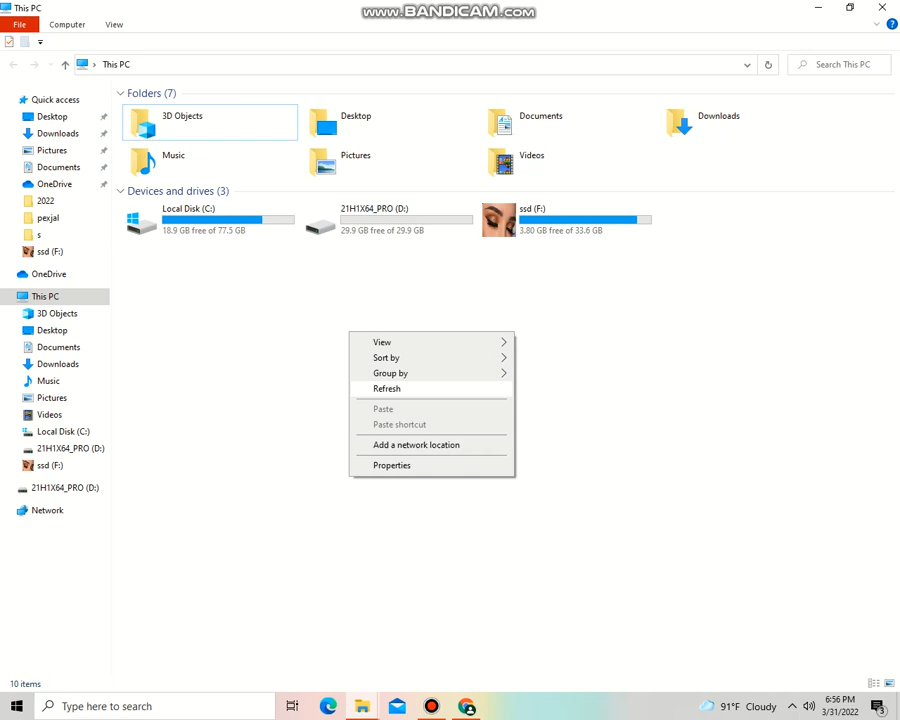 This PC
www.BANDICAM.com
File Computer View
This PC
Search This PC
Quick access
Desktop
Downloads
Pictures
Documents
OneDrive
2022
pexjal
s
ssd (F:)
OneDrive
This PC
3D Objects
Desktop
Documents
Downloads
Music
Pictures
Videos
Local Disk (C:)
21H1X64_PRO (D:)
ssd (F:)
21H1X64_PRO (D:)
Network
Folders (7)
3D Objects
Desktop
Documents
Downloads
Music
Pictures
Videos
Devices and drives (3)
Local Disk (C:)
18.9 GB free of 77.5 GB
21H1X64_PRO (D:)
29.9 GB free of 29.9 GB
ssd (F:)
3.80 GB free of 33.6 GB
View
Sort by
Group by
Refresh
Paste
Paste shortcut
Add a network location
Properties
10 items
Type here to search
91°F Cloudy
6:56 PM
3/31/2022
3